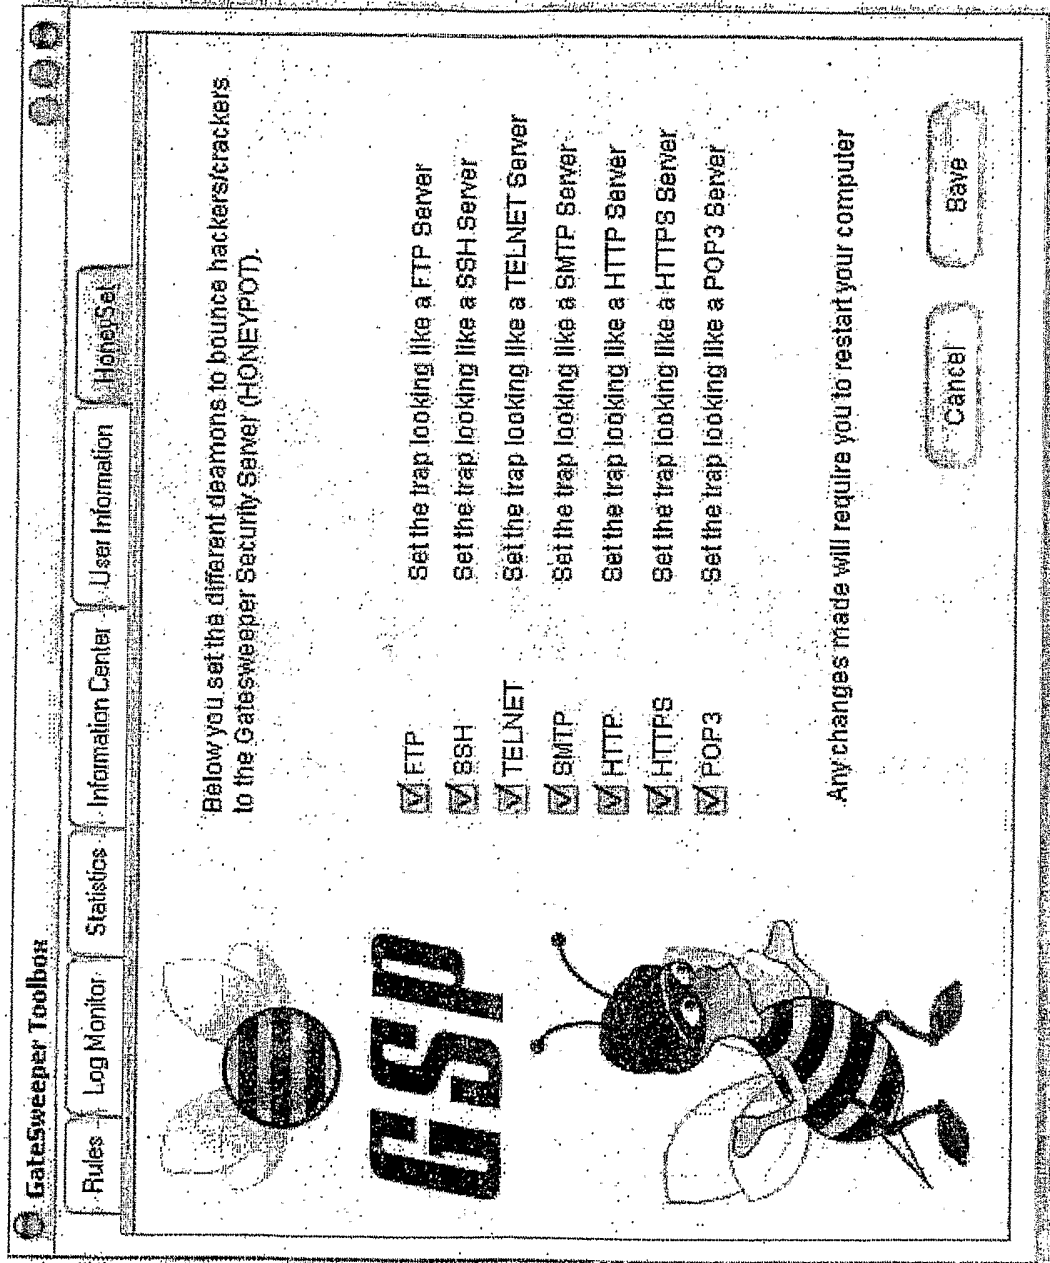 GateSweeper Toolbox
Rules
Log Monitor
Statistics
Information Center
User Information
HoneySet
Below you set the different deamons to bounce hackers/crackers
to the Gatesweeper Security Server (HONEYPOT).
GSP
FTP Set the trap looking like a FTP Server
SSH Set the trap looking like a SSH Server
TELNET Set the trap looking like a TELNET Server
SMTP Set the trap looking like a SMTP Server
HTTP Set the trap looking like a HTTP Server
HTTPS Set the trap looking like a HTTPS Server
POP3 Set the trap looking like a POP3 Server
Any changes made will require you to restart your computer
Cancel
Save